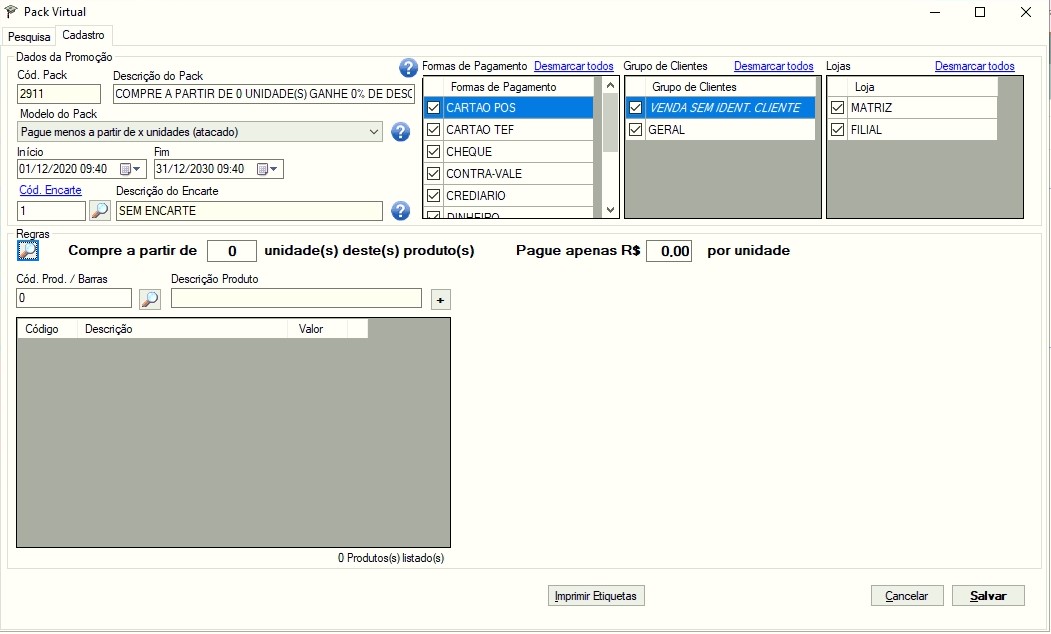 Pack Virtual
Pesquisa Cadastro
Dados da Promoção
Cód. Pack Descrição do Pack
2911 COMPRE A PARTIR DE 0 UNIDADE(S) GANHE 0% DE DESC
Modelo do Pack
Pague menos a partir de x unidades (atacado)
Início Fim
01/12/2020 09:40 31/12/2030 09:40
Cód. Encarte Descrição do Encarte
1 SEM ENCARTE
Formas de Pagamento Desmarcar todos
Formas de Pagamento
CARTAO POS
CARTAO TEF
CHEQUE
CONTRA-VALE
CREDIARIO
DINHEIRO
Grupo de Clientes Desmarcar todos
Grupo de Clientes
VENDA SEM IDENT. CLIENTE
GERAL
Lojas Desmarcar todos
Loja
MATRIZ
FILIAL
Regras
Compre a partir de 0 unidade(s) deste(s) produto(s) Pague apenas R$ 0.00 por unidade
Cód. Prod. / Barras Descrição Produto
0 +
Código Descrição Valor
0 Produtos(s) listado(s)
Imprimir Etiquetas Cancelar Salvar